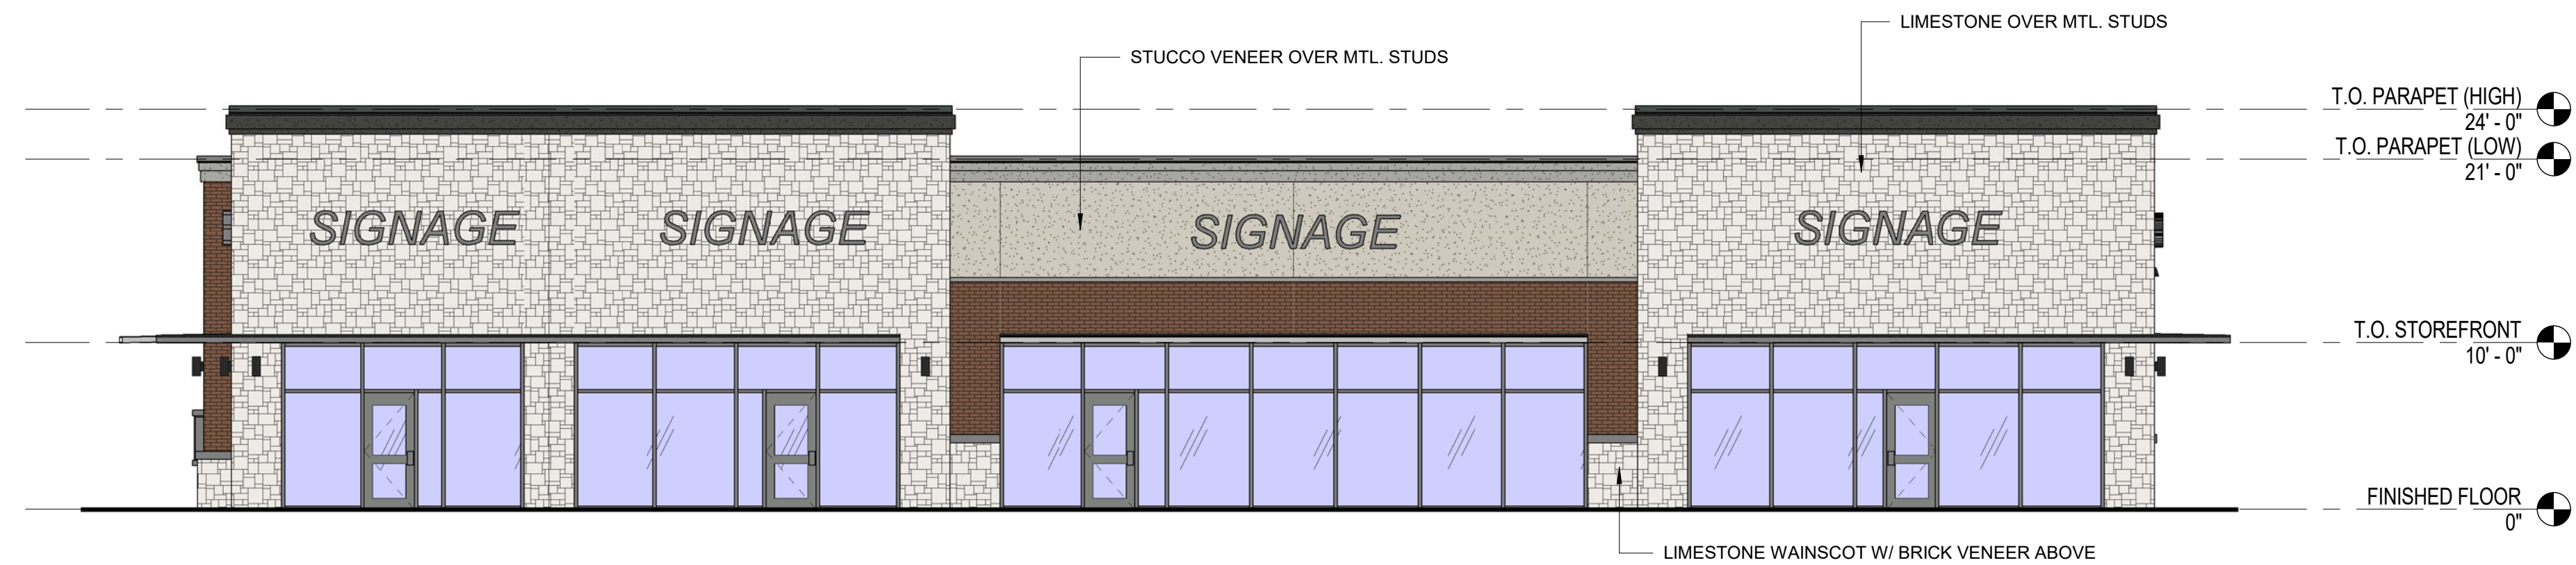 LIMESTONE OVER MTL. STUDS
STUCCO VENEER OVER MTL. STUDS
T.O. PARAPET (HIGH)
24' - 0"
T.O. PARAPET (LOW)
21' - 0"
SIGNAGE
SIGNAGE
SIGNAGE
SIGNAGE
T.O. STOREFRONT
10' - 0"
FINISHED FLOOR
0"
LIMESTONE WAINSCOT W/ BRICK VENEER ABOVE